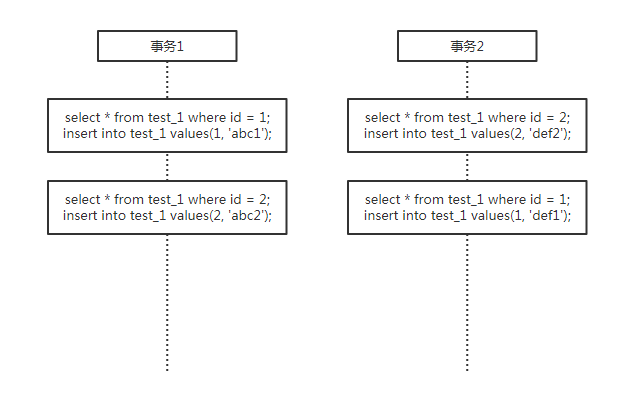 事务1
select * from test_1 where id = 1;
insert into test_1 values(1, 'abc1');
select * from test_1 where id = 2;
insert into test_1 values(2, 'abc2');
事务2
select * from test_1 where id = 2;
insert into test_1 values(2, 'def2');
select * from test_1 where id = 1;
insert into test_1 values(1, 'def1');